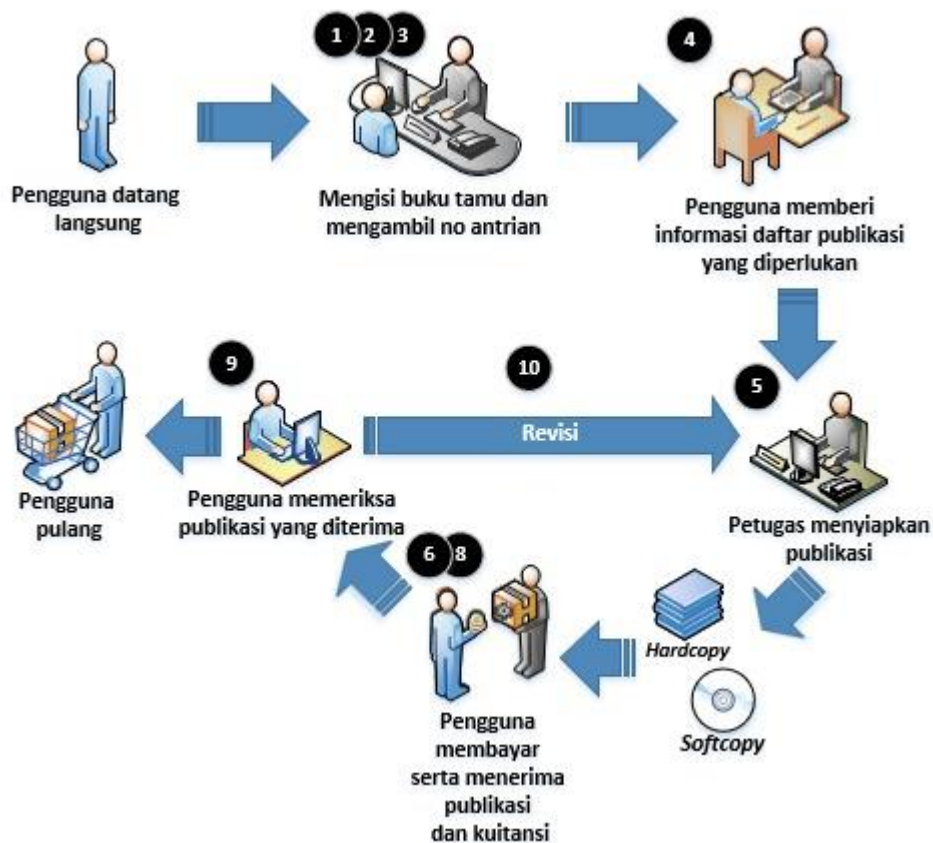 1 2 3
4
Pengguna datang
langsung
Mengisi buku tamu dan
mengambil no antrian
Pengguna memberi
informasi daftar publikasi
yang diperlukan
9
10
5
Revisi
Pengguna
pulang
Pengguna memeriksa
publikasi yang diterima
Petugas menyiapkan
publikasi
6 8
Hardcopy
Softcopy
Pengguna
membayar
serta menerima
publikasi
dan kuitansi